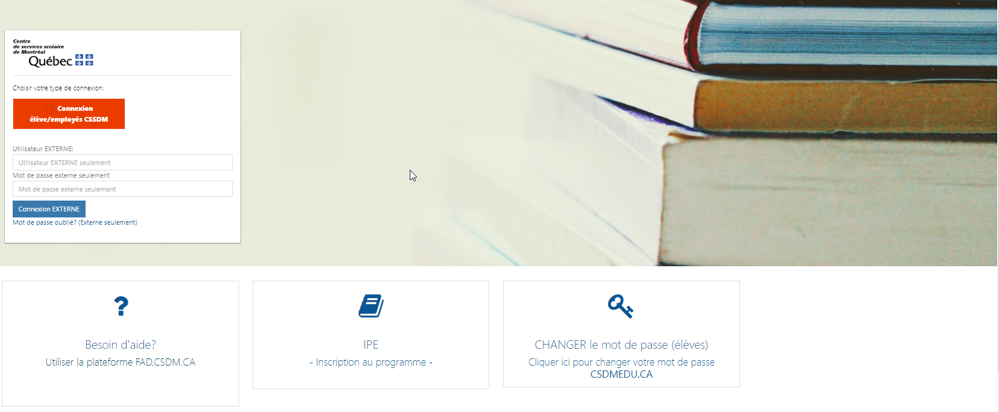 Centre
de services scolaire
de Montréal
Québec
Choisir votre type de connexion:
Connexion
élève/employés CSSDM
Utilisateur EXTERNE:
Utilisateur EXTERNE seulement
Mot de passe externe seulement
Mot de passe externe seulement
Connexion EXTERNE
Mot de passe oublié? (Externe seulement)
Besoin d'aide?
Utiliser la plateforme FAD.CSDM.CA
IPE
- Inscription au programme -
CHANGER le mot de passe (élèves)
Cliquer ici pour changer votre mot de passe
CSDMEDU.CA